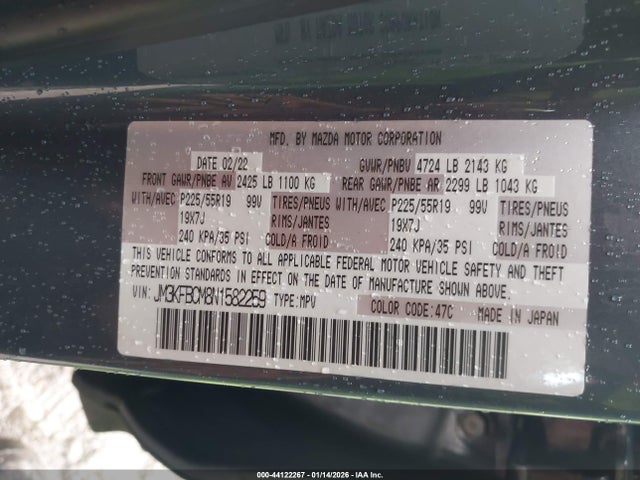 MFD. BY MAZDA MOTOR CORPORATION
DATE 02/22 GVWR/PNBV 4724 LB 2143 KG
FRONT GAWR/PNBE AV 2425 LB 1100 KG REAR GAWR/PNBE AR 2299 LB 1043 KG
WITH/AVEC P225/55R19 99V TIRES/PNEUS WITH/AVEC P225/55R19 99V TIRES/PNEUS
19X7J RIMS/JANTES 19X7J RIMS/JANTES
240 KPA/35 PSI COLD/A FROID 240 KPA/35 PSI COLD/A FROID
THIS VEHICLE CONFORMS TO ALL APPLICABLE FEDERAL MOTOR VEHICLE SAFETY AND THEFT
PREVENTION STANDARDS IN EFFECT ON THE DATE OF MANUFACTURE SHOWN ABOVE.
VIN: JM3KFBCM8N1582259 TYPE:MPV COLOR CODE:47C MADE IN JAPAN
000-44122267 - 01/14/2026 - IAA Inc.